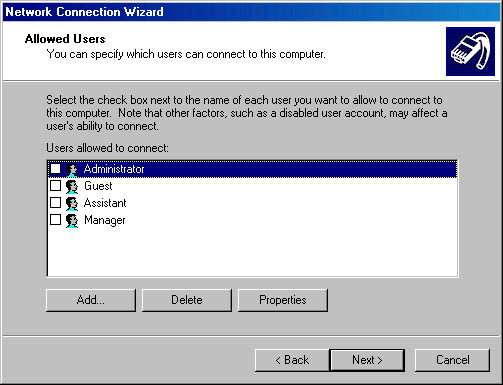 Network Connection Wizard
Allowed Users
You can specify which users can connect to this computer.
Select the check box next to the name of each user you want to allow to connect to
this computer.  Note that other factors, such as a disabled user account, may affect a
user's ability to connect.
Users allowed to connect:
Administrator
Guest
Assistant
Manager
Add...
Delete
Properties
< Back
Next >
Cancel